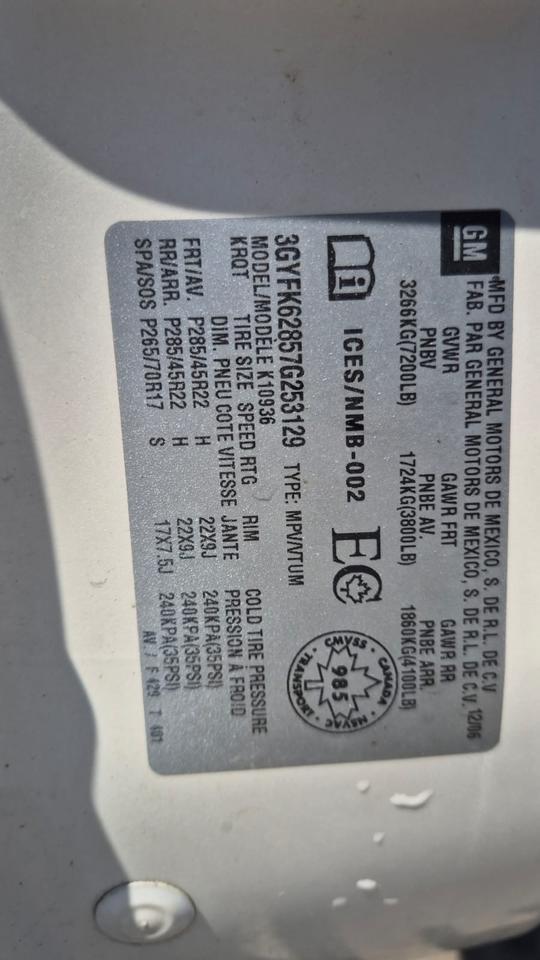 GM
MFD BY GENERAL MOTORS DE MEXICO, S. DE R.L. DE C.V
FAB. PAR GENERAL MOTORS DE MEXICO, S. DE R.L. DE C.V. 12/06
GVWR GAWR FRT GAWR RR
PNBV PNBE AV. PNBE ARR.
3266KG(7200LB) 1724KG(3800LB) 1860KG(4100LB)
i ICES/NMB-002 EC
CMVSS · CANADA · NSVAC · TRANSPORT ·
985
3GYFK62857G253129 TYPE: MPV/VTUM
MODEL/MODÈLE K10936
KRQT TIRE SIZE SPEED RTG RIM COLD TIRE PRESSURE
DIM. PNEU COTE VITESSE JANTE PRESSION À FROID
FRT/AV. P285/45R22 H 22X9J 240KPA(35PSI)
RR/ARR. P285/45R22 H 22X9J 240KPA(35PSI)
SPA/SOS P265/70R17 S 17X7.5J 240KPA(35PSI)